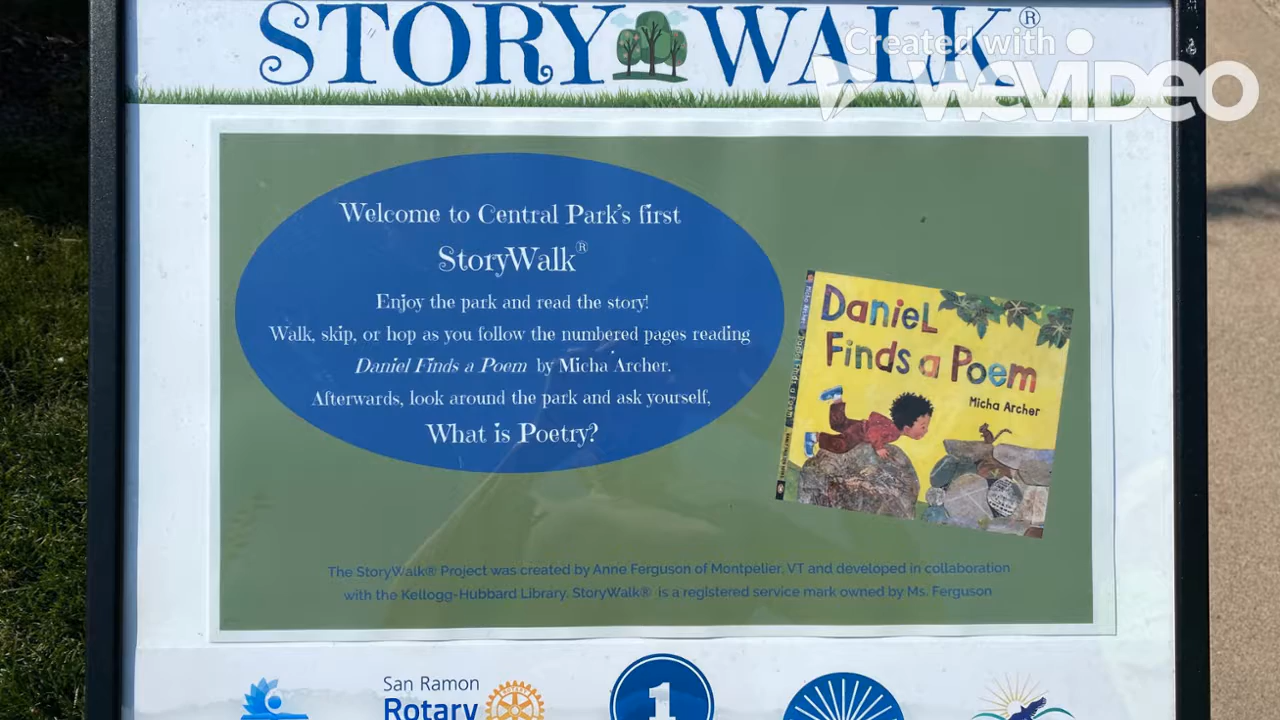 STORY WALK®
Created with
WEVIDEO
Welcome to Central Park's first
StoryWalk®
Enjoy the park and read the story!
Walk, skip, or hop as you follow the numbered pages reading
Daniel Finds a Poem by Micha Archer.
Afterwards, look around the park and ask yourself,
What is Poetry?
Daniel
Finds a Poem
Micha Archer
The StoryWalk® Project was created by Anne Ferguson of Montpelier, VT and developed in collaboration
with the Kellogg-Hubbard Library. StoryWalk® is a registered service mark owned by Ms. Ferguson
San Ramon
Rotary
1